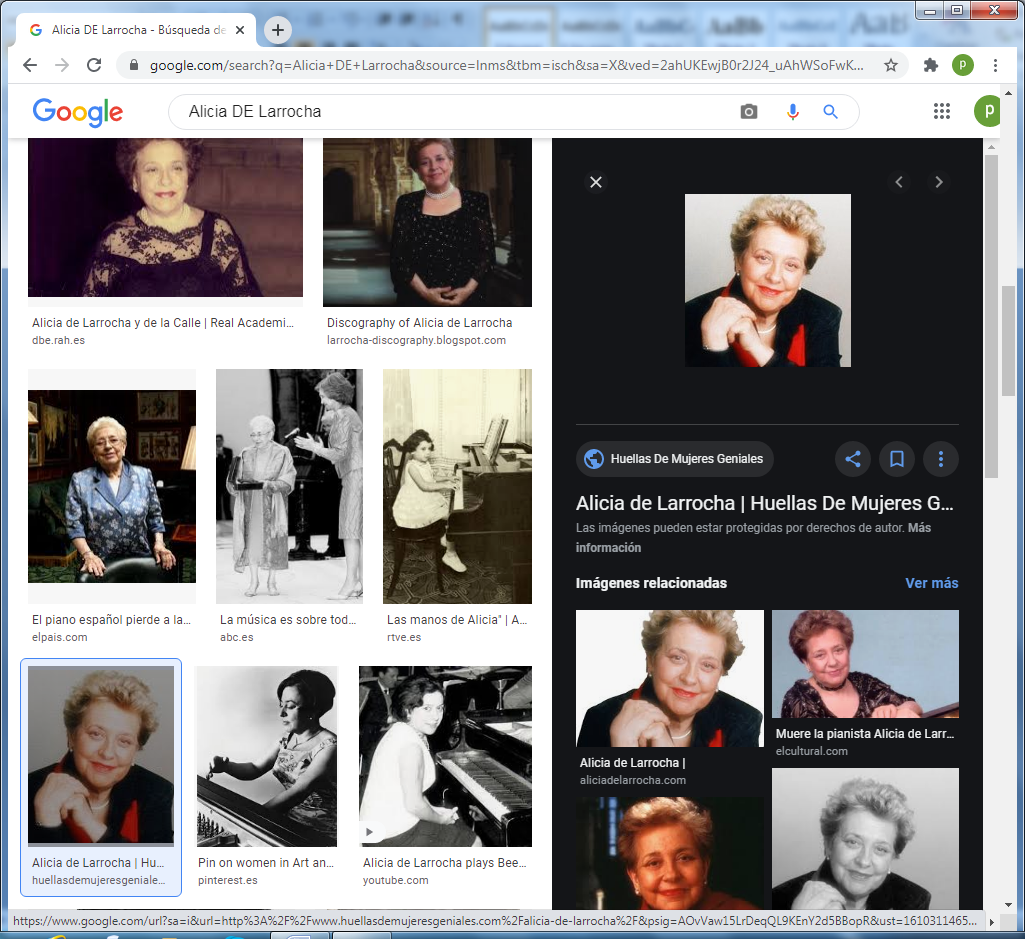 Alicia DE Larrocha - Búsqueda de
google.com/search?q=Alicia+DE+Larrocha&source=lnms&tbm=isch&sa=X&ved=2ahUKEwjB0r2J24_uAhWSoFwK...
p
Google
Alicia DE Larrocha
p
Alicia de Larrocha y de la Calle | Real Academi...
dbe.rah.es
Discography of Alicia de Larrocha
larrocha-discography.blogspot.com
El piano español pierde a la...
elpais.com
La música es sobre tod...
abc.es
Las manos de Alicia" | A...
rtve.es
Alicia de Larrocha | Hu...
huellasdemujeresgeniale...
Pin on women in Art an...
pinterest.es
Alicia de Larrocha plays Bee...
youtube.com
Huellas De Mujeres Geniales
Alicia de Larrocha | Huellas De Mujeres G...
Las imágenes pueden estar protegidas por derechos de autor. Más
información
Imágenes relacionadas
Ver más
Alicia de Larrocha |
aliciadelarrocha.com
Muere la pianista Alicia de Larr...
elcultural.com
https://www.google.com/url?sa=i&url=http%3A%2F%2Fwww.huellasdemujeresgeniales.com%2Falicia-de-larrocha%2F&psig=AOvVaw15LrDeqQL9KEnY2d5BBopR&ust=1610311465...